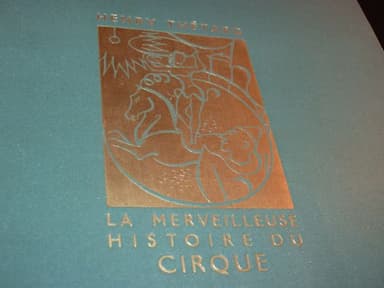 HENRY THÉTARD
LA MERVEILLEUSE
HISTOIRE DU
CIRQUE